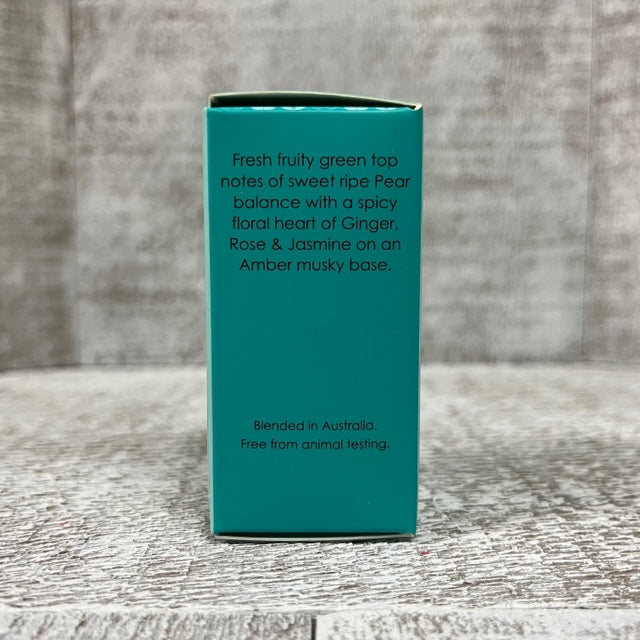 Fresh fruity green top
notes of sweet ripe Pear
balance with a spicy
floral heart of Ginger,
Rose & Jasmine on an
Amber musky base.
Blended in Australia.
Free from animal testing.